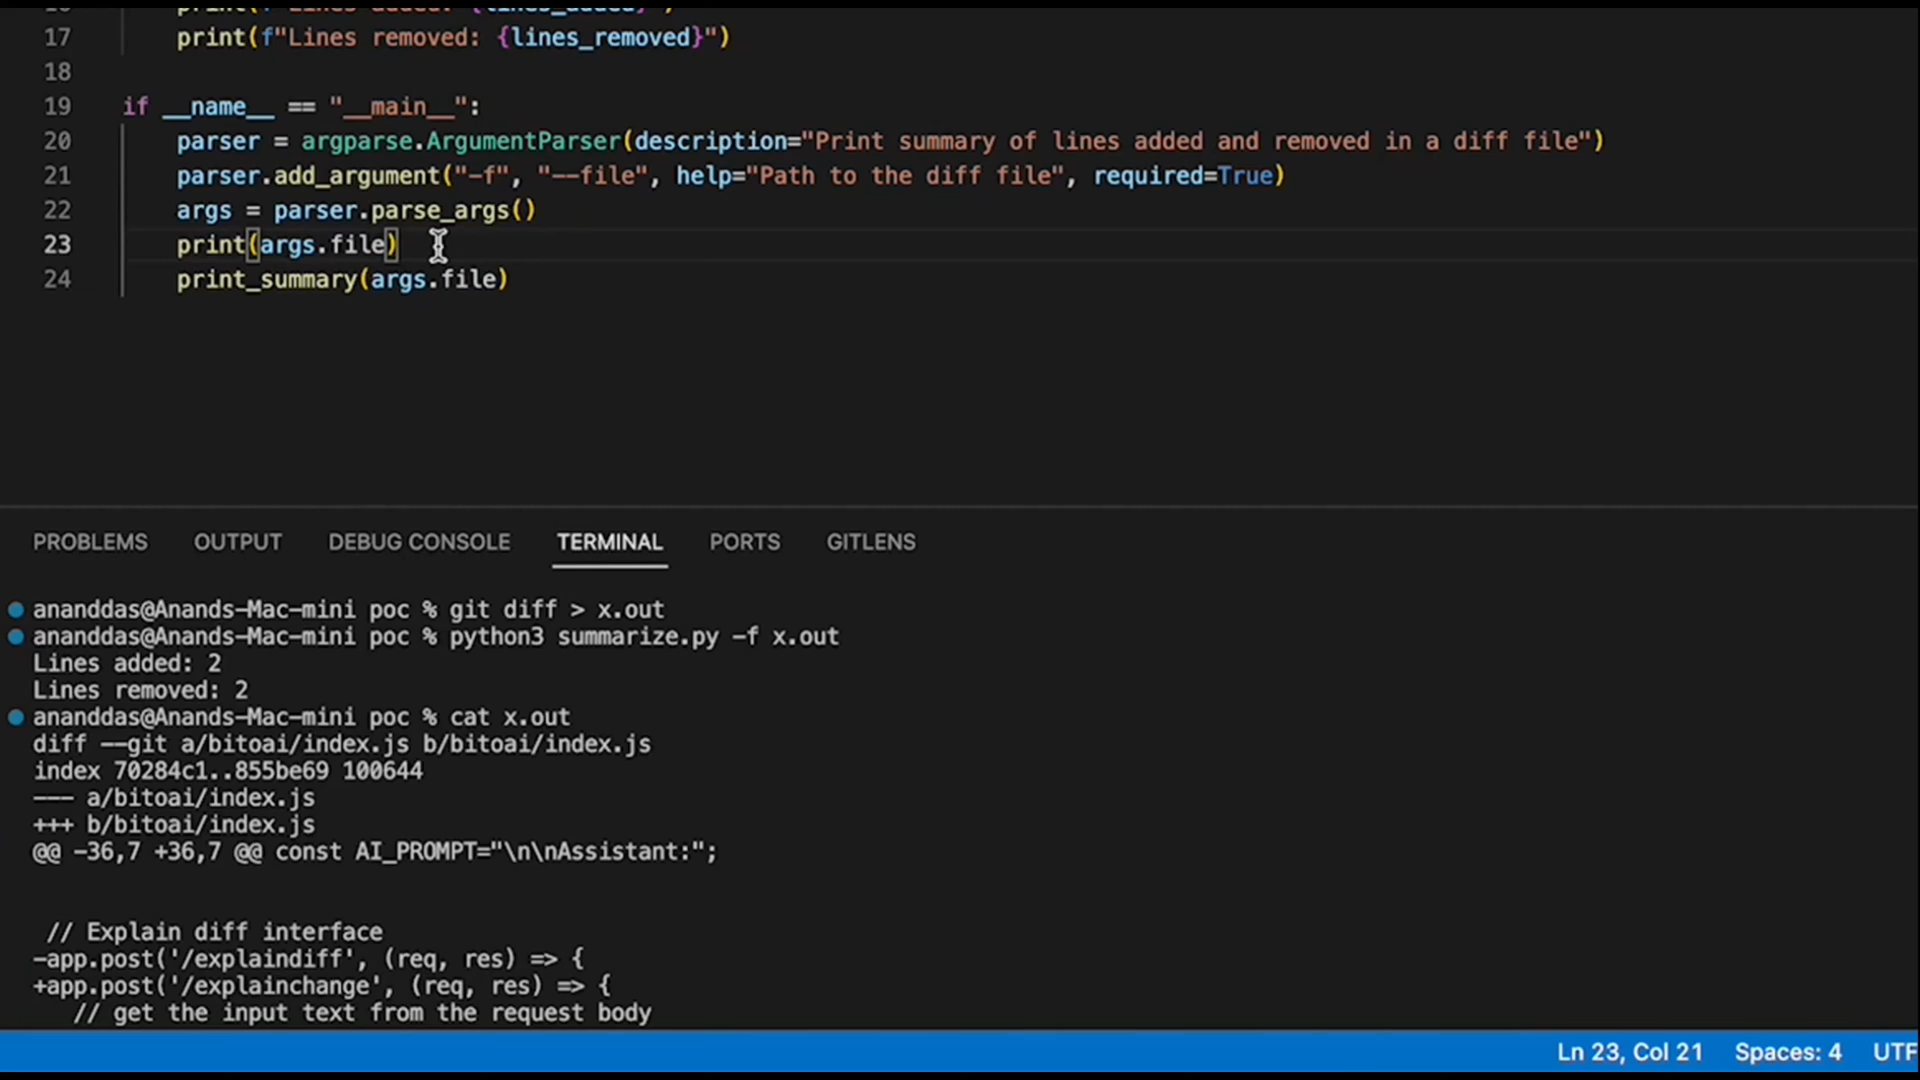 16 print(f"Lines added: {lines_added}")
17 print(f"Lines removed: {lines_removed}")
18
19 if __name__ == "__main__":
20 parser = argparse.ArgumentParser(description="Print summary of lines added and removed in a diff file")
21 parser.add_argument("-f", "--file", help="Path to the diff file", required=True)
22 args = parser.parse_args()
23 print(args.file)
24 print_summary(args.file)
PROBLEMS OUTPUT DEBUG CONSOLE TERMINAL PORTS GITLENS
ananddas@Anands-Mac-mini poc % git diff > x.out
ananddas@Anands-Mac-mini poc % python3 summarize.py -f x.out
Lines added: 2
Lines removed: 2
ananddas@Anands-Mac-mini poc % cat x.out
diff --git a/bitoai/index.js b/bitoai/index.js
index 70284c1..855be69 100644
--- a/bitoai/index.js
+++ b/bitoai/index.js
@@ -36,7 +36,7 @@ const AI_PROMPT="\n\nAssistant:";
// Explain diff interface
-app.post('/explaindiff', (req, res) => {
+app.post('/explainchange', (req, res) => {
// get the input text from the request body
Ln 23, Col 21 Spaces: 4 UTF